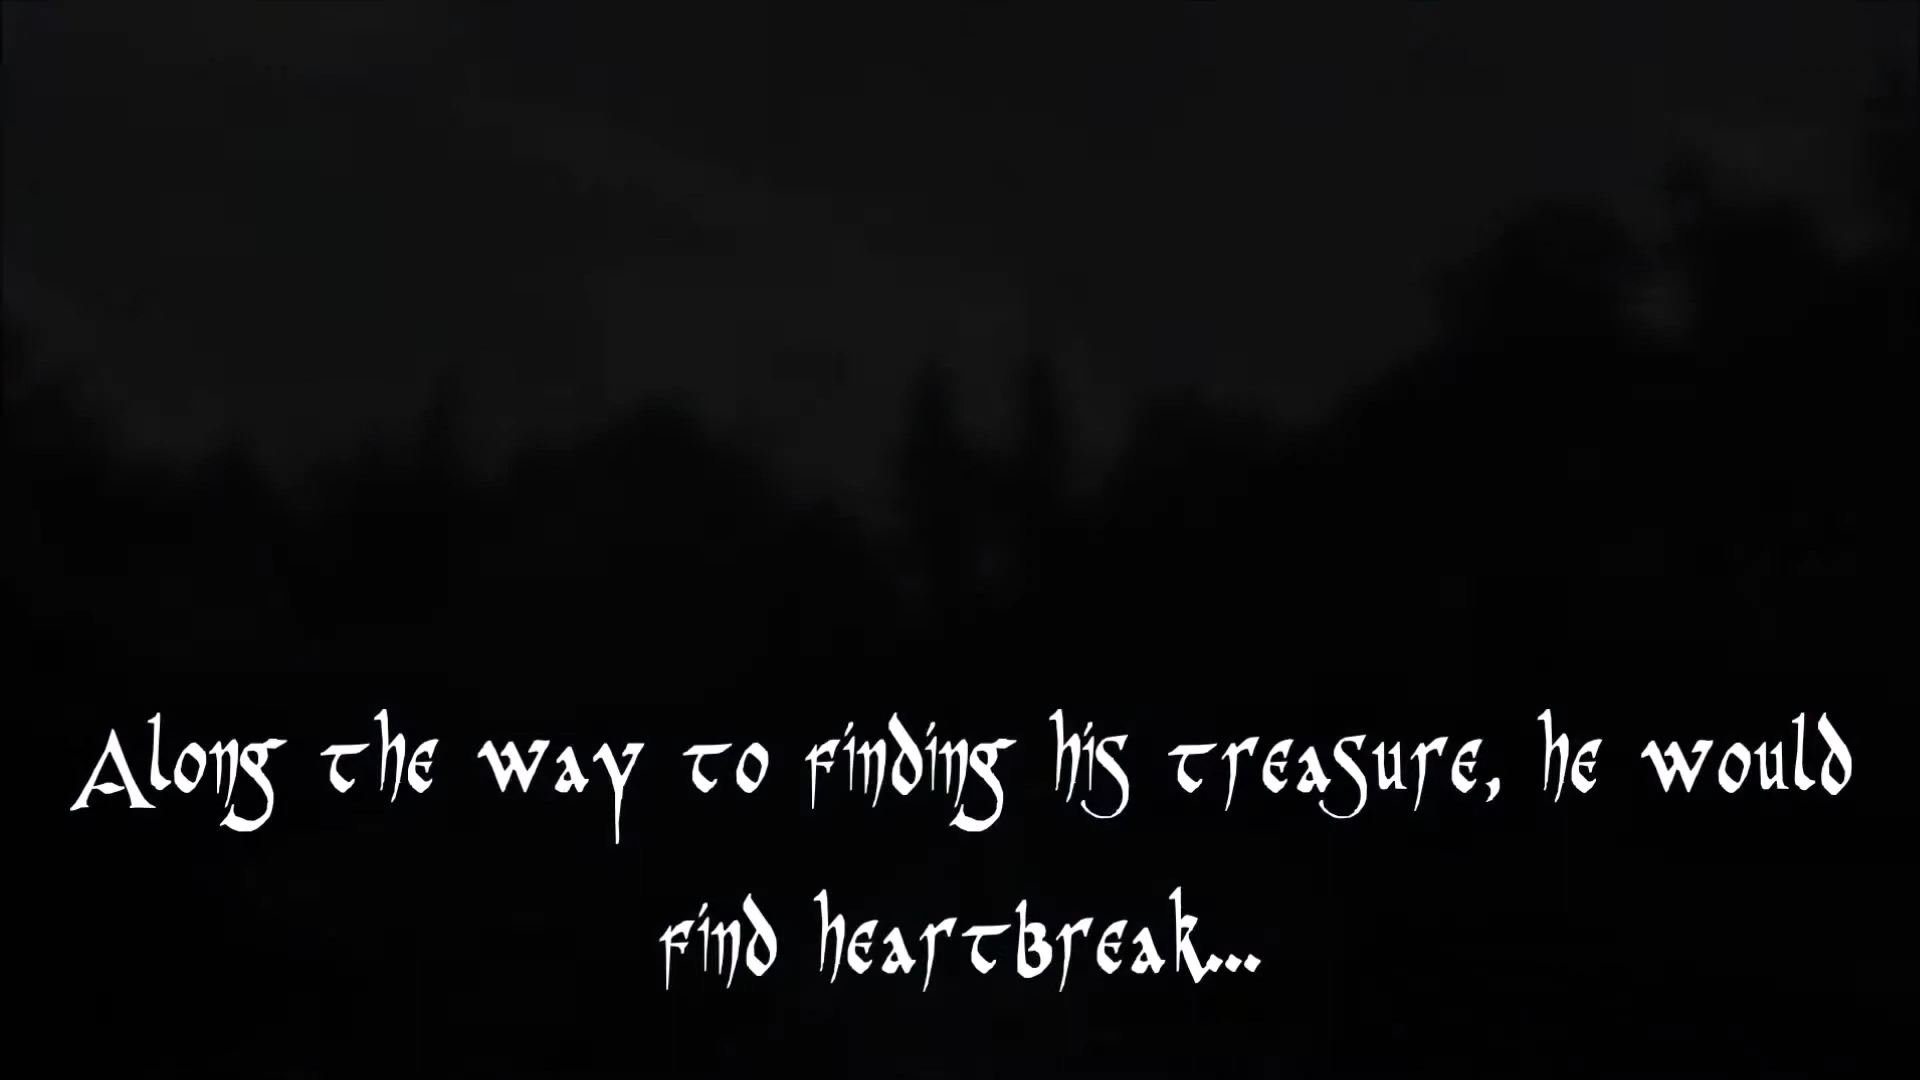 Along the way to finding his treasure, he would
find heartbreak...